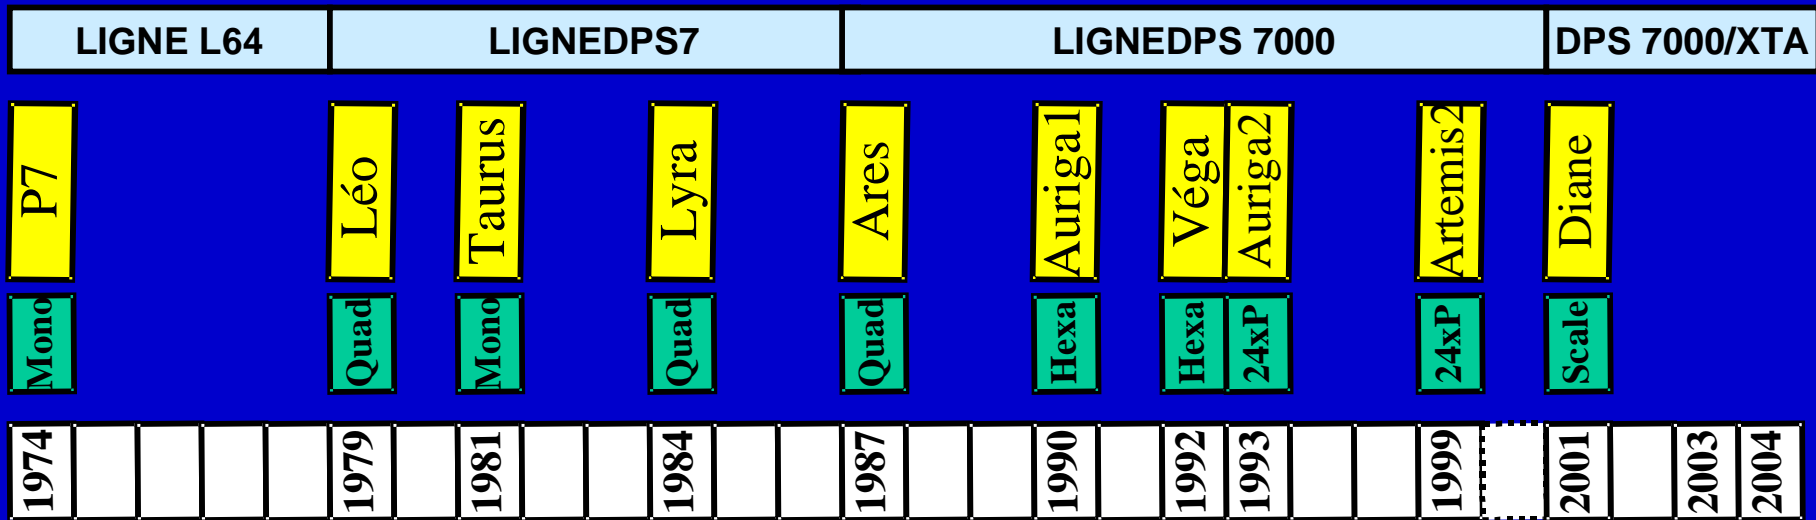 LIGNE L64 LIGNEDPS7 LIGNEDPS 7000 DPS 7000/XTA
P7 Léo Taurus Lyra Ares Auriga1 Véga Auriga2 Artemis2 Diane
Mono Quad Mono Quad Quad Hexa Hexa 24xP 24xP Scale
1974 1979 1981 1984 1987 1990 1992 1993 1999 2001 2003 2004